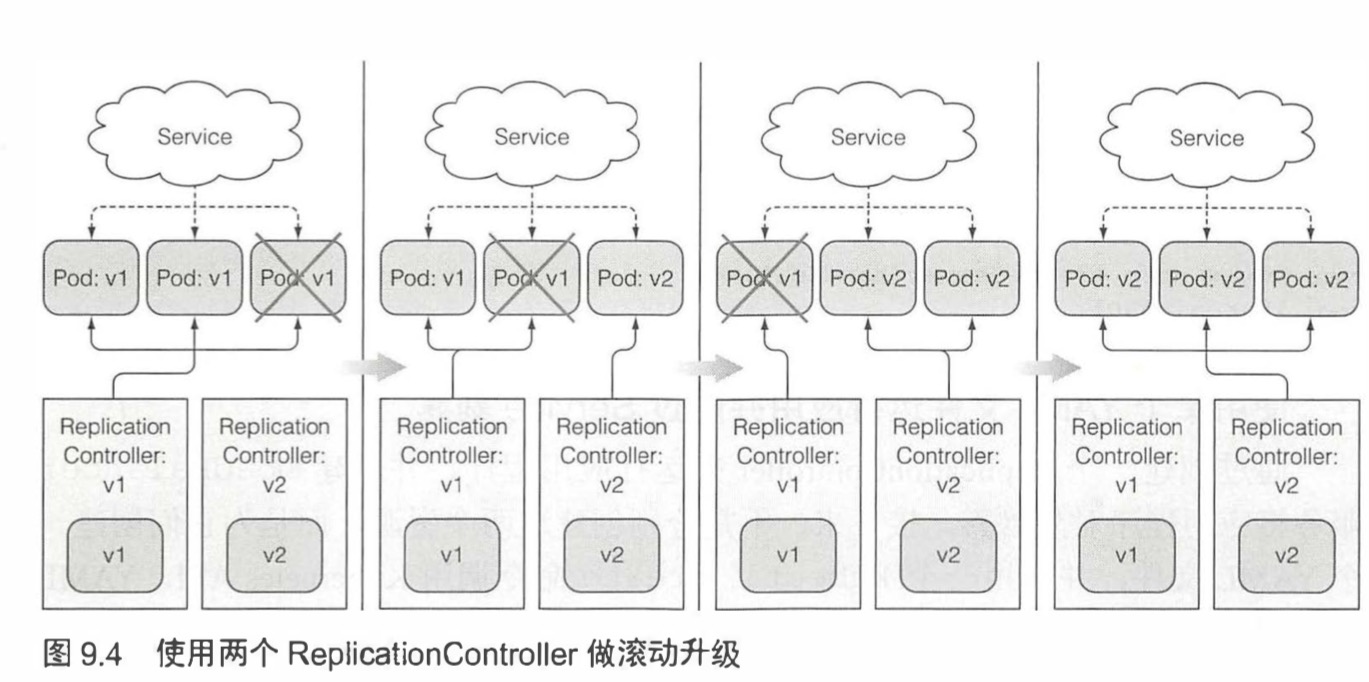 Service Service Service Service
Pod: v1 Pod: v1 Pod: v1 Pod: v1 Pod: v1 Pod: v2 Pod: v1 Pod: v2 Pod: v2 Pod: v2 Pod: v2 Pod: v2
Replication Replication Replication Replication Replication Replication Replication Replication
Controller: Controller: Controller: Controller: Controller: Controller: Controller: Controller:
v1 v2 v1 v2 v1 v2 v1 v2
v1 v2 v1 v2 v1 v2 v1 v2
图 9.4 使用两个 ReplicationController 做滚动升级